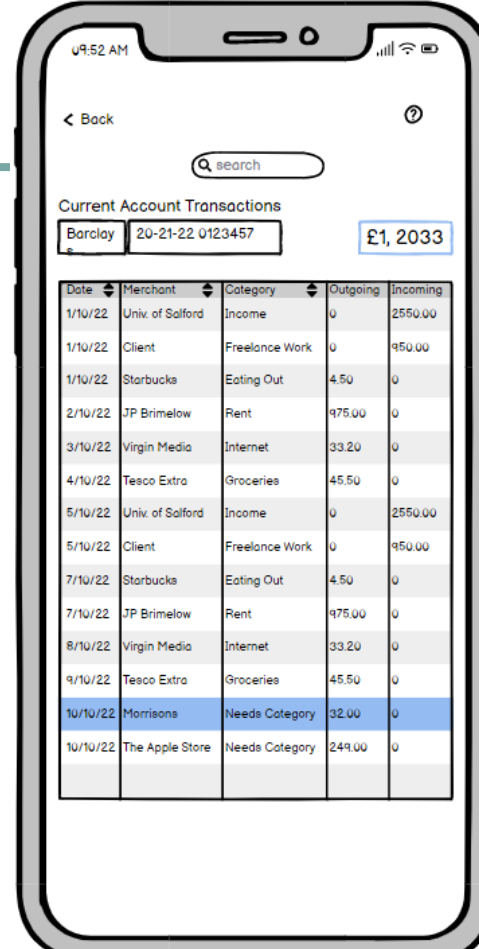 09:52 AM
Back
search
Current Account Transactions
Barclays 20-21-22 0123457 £1, 2033
Date Merchant Category Outgoing Incoming
1/10/22 Univ. of Salford Income 0 2550.00
1/10/22 Client Freelance Work 0 950.00
1/10/22 Starbucks Eating Out 4.50 0
2/10/22 JP Brimelow Rent 975.00 0
3/10/22 Virgin Media Internet 33.20 0
4/10/22 Tesco Extra Groceries 45.50 0
5/10/22 Univ. of Salford Income 0 2550.00
5/10/22 Client Freelance Work 0 950.00
7/10/22 Starbucks Eating Out 4.50 0
7/10/22 JP Brimelow Rent 975.00 0
8/10/22 Virgin Media Internet 33.20 0
9/10/22 Tesco Extra Groceries 45.50 0
10/10/22 Morrisons Needs Category 32.00 0
10/10/22 The Apple Store Needs Category 249.00 0